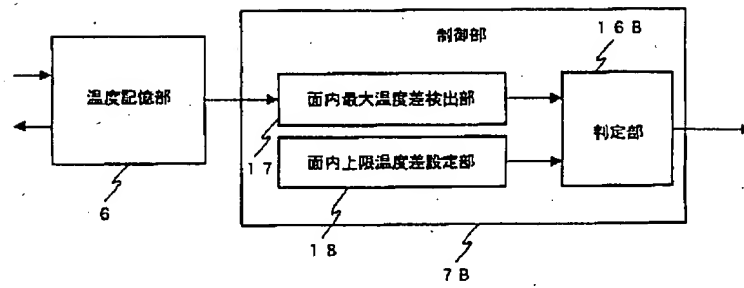 制御部
１６Ｂ
温度記憶部
面内最大温度差検出部
判定部
１７
面内上限温度差設定部
６
１８
７Ｂ